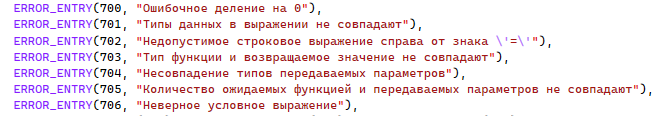 ERROR_ENTRY(700, "Ошибочное деление на 0"),
ERROR_ENTRY(701, "Типы данных в выражении не совпадают"),
ERROR_ENTRY(702, "Недопустимое строковое выражение справа от знака \'=\'"),
ERROR_ENTRY(703, "Тип функции и возвращаемое значение не совпадают"),
ERROR_ENTRY(704, "Несовпадение типов передаваемых параметров"),
ERROR_ENTRY(705, "Количество ожидаемых функцией и передаваемых параметров не совпадают"),
ERROR_ENTRY(706, "Неверное условное выражение"),